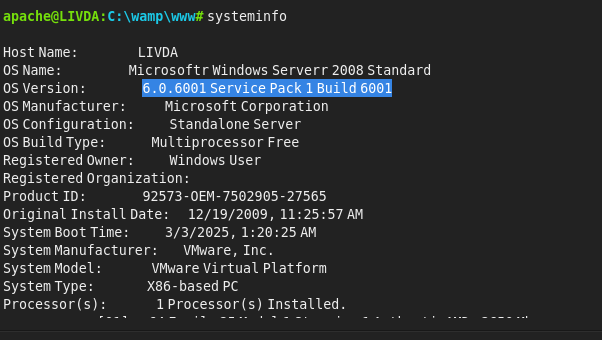 apache@LIVDA:C:\wamp\www# systeminfo
Host Name: LIVDA
OS Name: Microsoftr Windows Serverr 2008 Standard
OS Version: 6.0.6001 Service Pack 1 Build 6001
OS Manufacturer: Microsoft Corporation
OS Configuration: Standalone Server
OS Build Type: Multiprocessor Free
Registered Owner: Windows User
Registered Organization:
Product ID: 92573-OEM-7502905-27565
Original Install Date: 12/19/2009, 11:25:57 AM
System Boot Time: 3/3/2025, 1:20:25 AM
System Manufacturer: VMware, Inc.
System Model: VMware Virtual Platform
System Type: X86-based PC
Processor(s): 1 Processor(s) Installed.